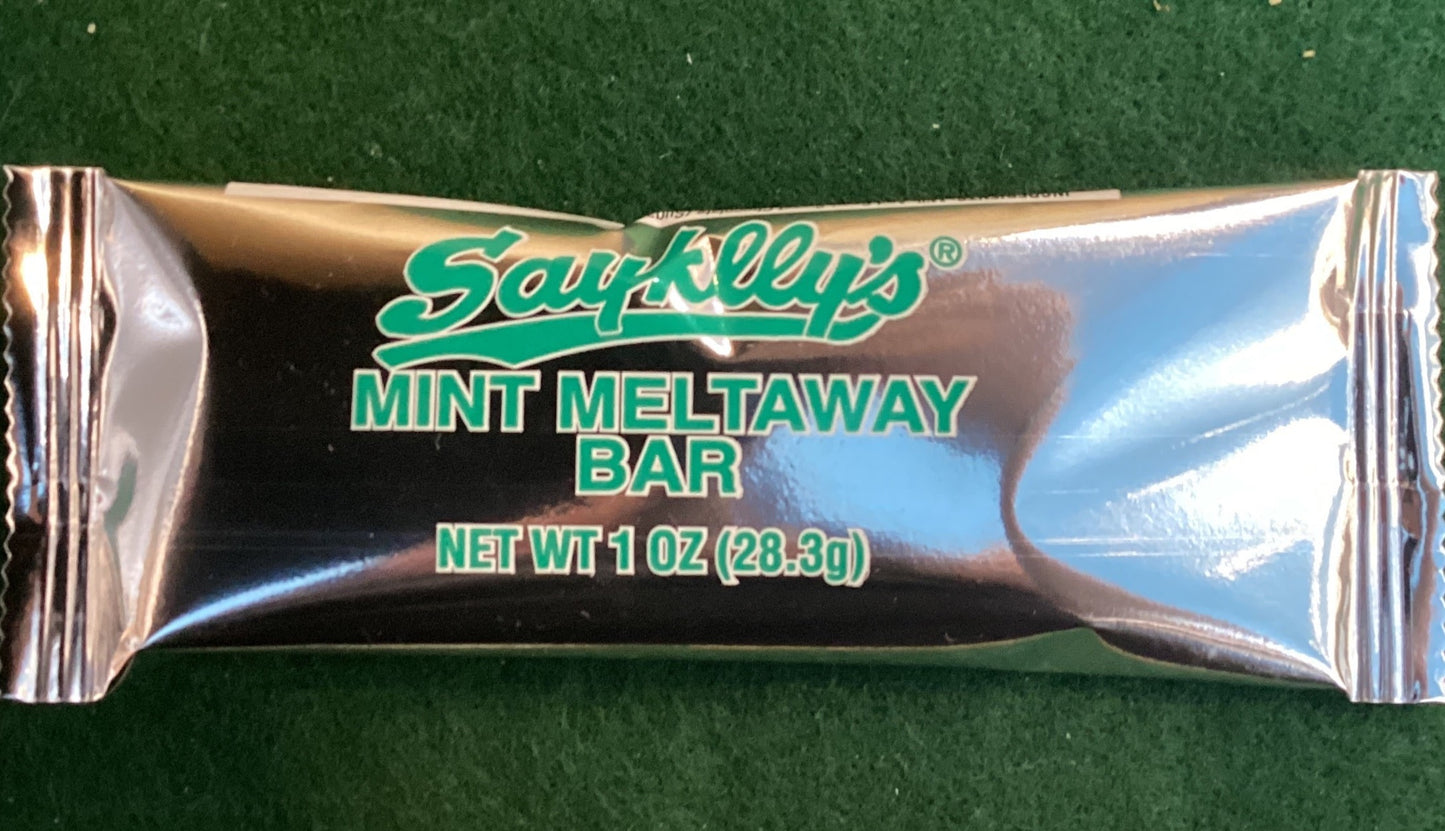 Sayklly's®
MINT MELTAWAY
BAR
NET WT 1 OZ (28.3g)